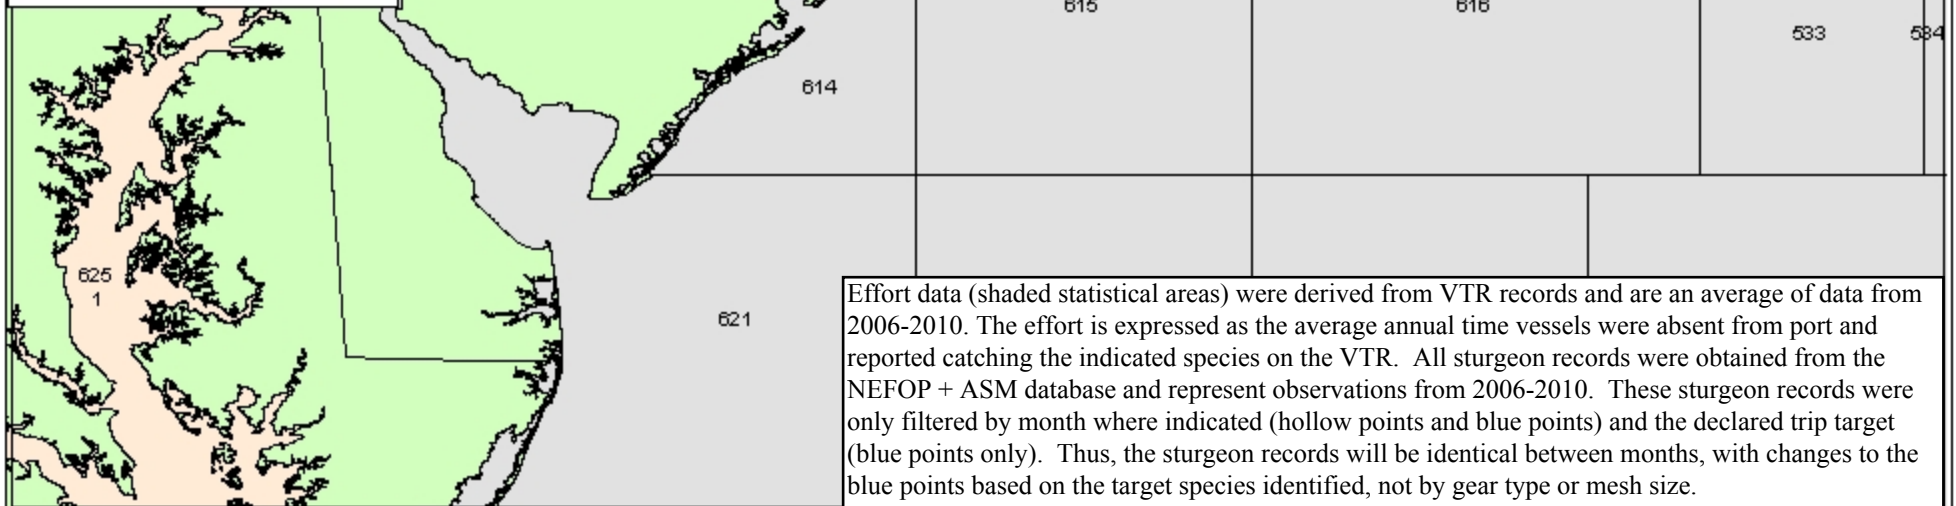 615
616
533
534
614
625
1
621
Effort data (shaded statistical areas) were derived from VTR records and are an average of data from
2006-2010. The effort is expressed as the average annual time vessels were absent from port and
reported catching the indicated species on the VTR.  All sturgeon records were obtained from the
NEFOP + ASM database and represent observations from 2006-2010.  These sturgeon records were
only filtered by month where indicated (hollow points and blue points) and the declared trip target
(blue points only).  Thus, the sturgeon records will be identical between months, with changes to the
blue points based on the target species identified, not by gear type or mesh size.